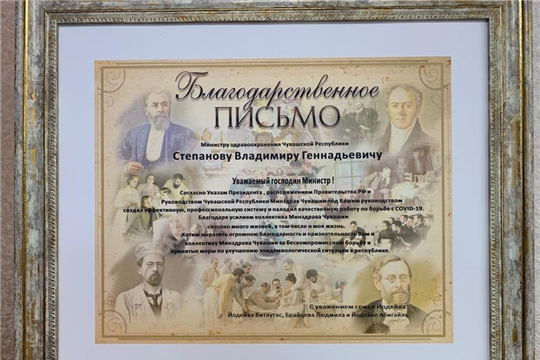 Благодарственное
ПИСЬМО
Министру здравоохранения Чувашской Республики
Степанову Владимиру Геннадьевичу
Уважаемый господин Министр !
Согласно Указам Президента , распоряжениям Правительства РФ и
Руководством Чувашской Республики Минздрав Чувашии под Вашим руководством
создал эффективную, профессиональную систему и наладил качественную работу по борьбе с COVID-19.
Благодаря усилиям коллектива Минздрава Чувашии
спасено много жизней, в том числе и моя жизнь.
Хотим выразить огромною благодарность и признательность Вам и
коллективу Минздрава Чувашии за бескомпромиссною борьбу и
принятые меры по улучшению эпидемиологической ситуации в республике.
С уважением семья Йодейка:
Йодейка Витаутас, Брайцева Людмила и Йодайке Абигайль